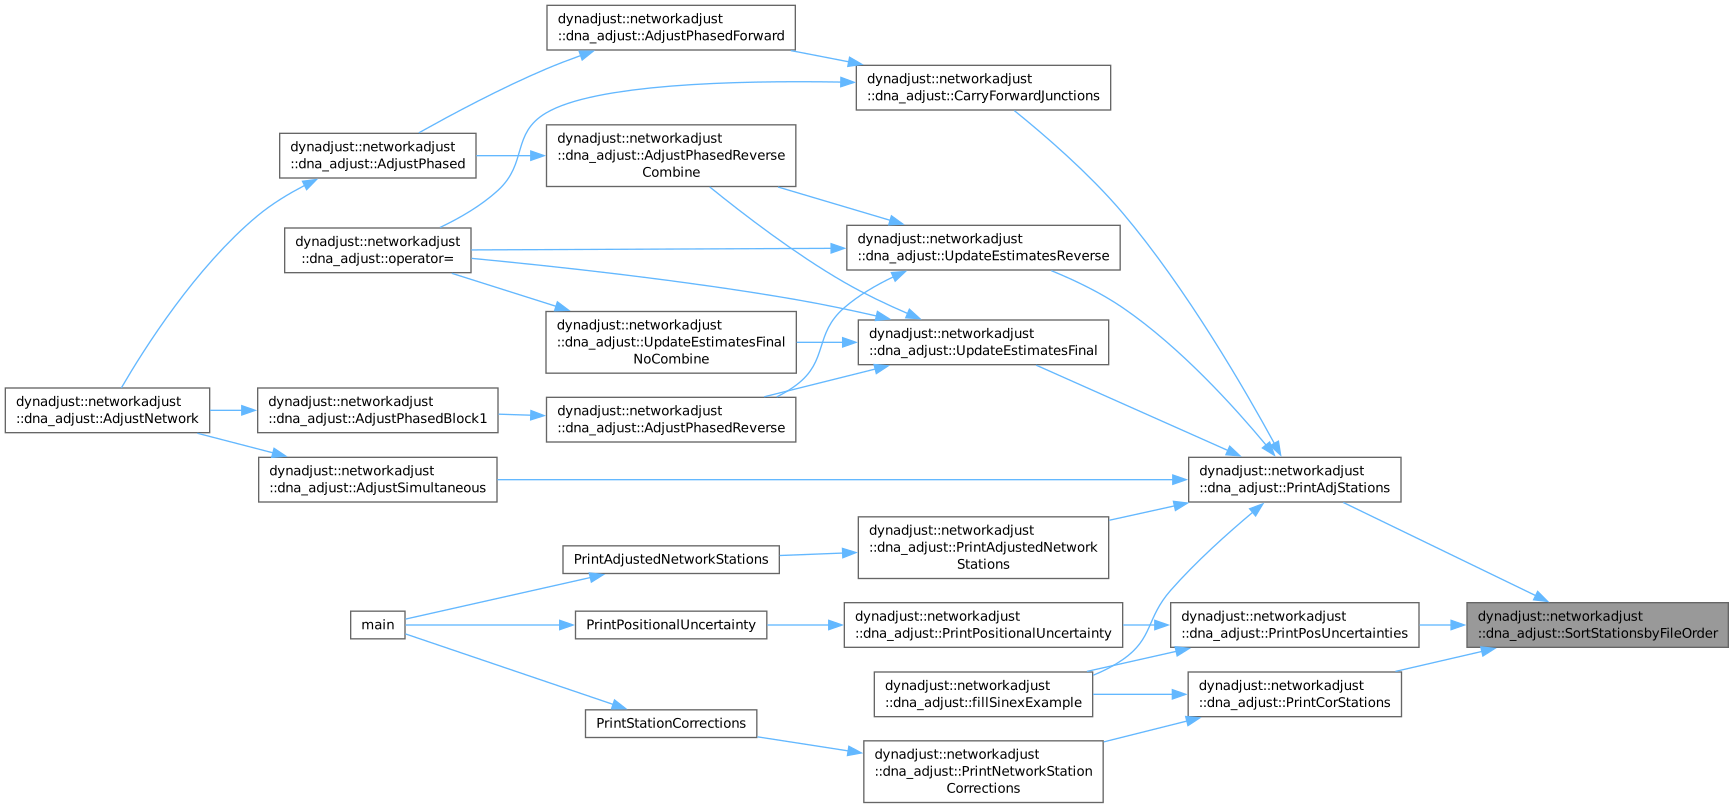 dynadjust::networkadjust
::dna_adjust::AdjustPhasedForward
dynadjust::networkadjust
::dna_adjust::CarryForwardJunctions
dynadjust::networkadjust
::dna_adjust::AdjustPhased
dynadjust::networkadjust
::dna_adjust::AdjustPhasedReverse
Combine
dynadjust::networkadjust
::dna_adjust::operator=
dynadjust::networkadjust
::dna_adjust::UpdateEstimatesReverse
dynadjust::networkadjust
::dna_adjust::UpdateEstimatesFinal
NoCombine
dynadjust::networkadjust
::dna_adjust::UpdateEstimatesFinal
dynadjust::networkadjust
::dna_adjust::AdjustNetwork
dynadjust::networkadjust
::dna_adjust::AdjustPhasedBlock1
dynadjust::networkadjust
::dna_adjust::AdjustPhasedReverse
dynadjust::networkadjust
::dna_adjust::AdjustSimultaneous
dynadjust::networkadjust
::dna_adjust::PrintAdjStations
dynadjust::networkadjust
::dna_adjust::PrintAdjustedNetwork
Stations
PrintAdjustedNetworkStations
main
PrintPositionalUncertainty
dynadjust::networkadjust
::dna_adjust::PrintPositionalUncertainty
dynadjust::networkadjust
::dna_adjust::PrintPosUncertainties
dynadjust::networkadjust
::dna_adjust::SortStationsbyFileOrder
dynadjust::networkadjust
::dna_adjust::fillSinexExample
dynadjust::networkadjust
::dna_adjust::PrintCorStations
PrintStationCorrections
dynadjust::networkadjust
::dna_adjust::PrintNetworkStation
Corrections